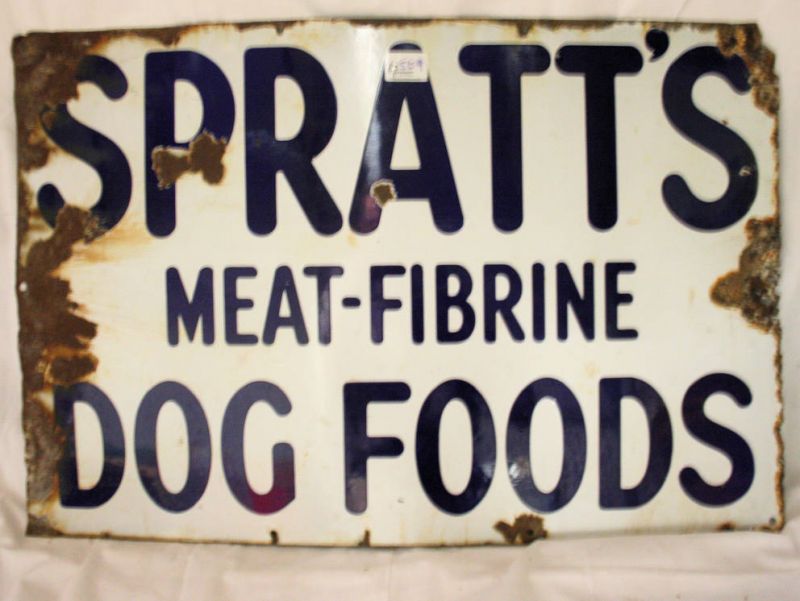 SPRATT'S
MEAT-FIBRINE
DOG FOODS